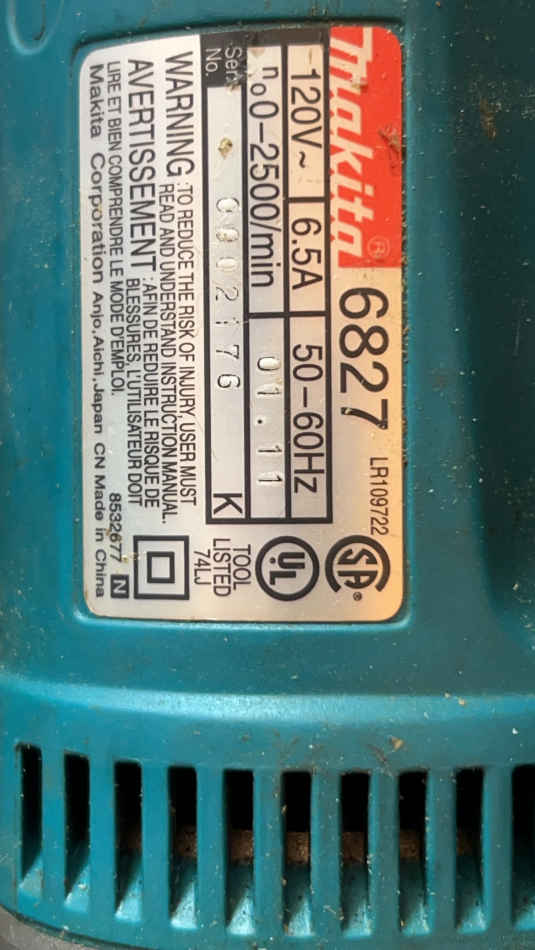 Makita® 6827 LR109722
120V~ 6.5A 50-60Hz
n₀0-2500/min 01.11
Serial No. K
WARNING :TO REDUCE THE RISK OF INJURY, USER MUST
READ AND UNDERSTAND INSTRUCTION MANUAL.
AVERTISSEMENT :AFIN DE REDUIRE LE RISQUE DE
BLESSURES, L'UTILISATEUR DOIT
LIRE ET BIEN COMPRENDRE LE MODE D'EMPLOI.
8532677 N
Makita Corporation Anjo, Aichi, Japan CN Made in China
SA®
UL
TOOL
LISTED
74LJ